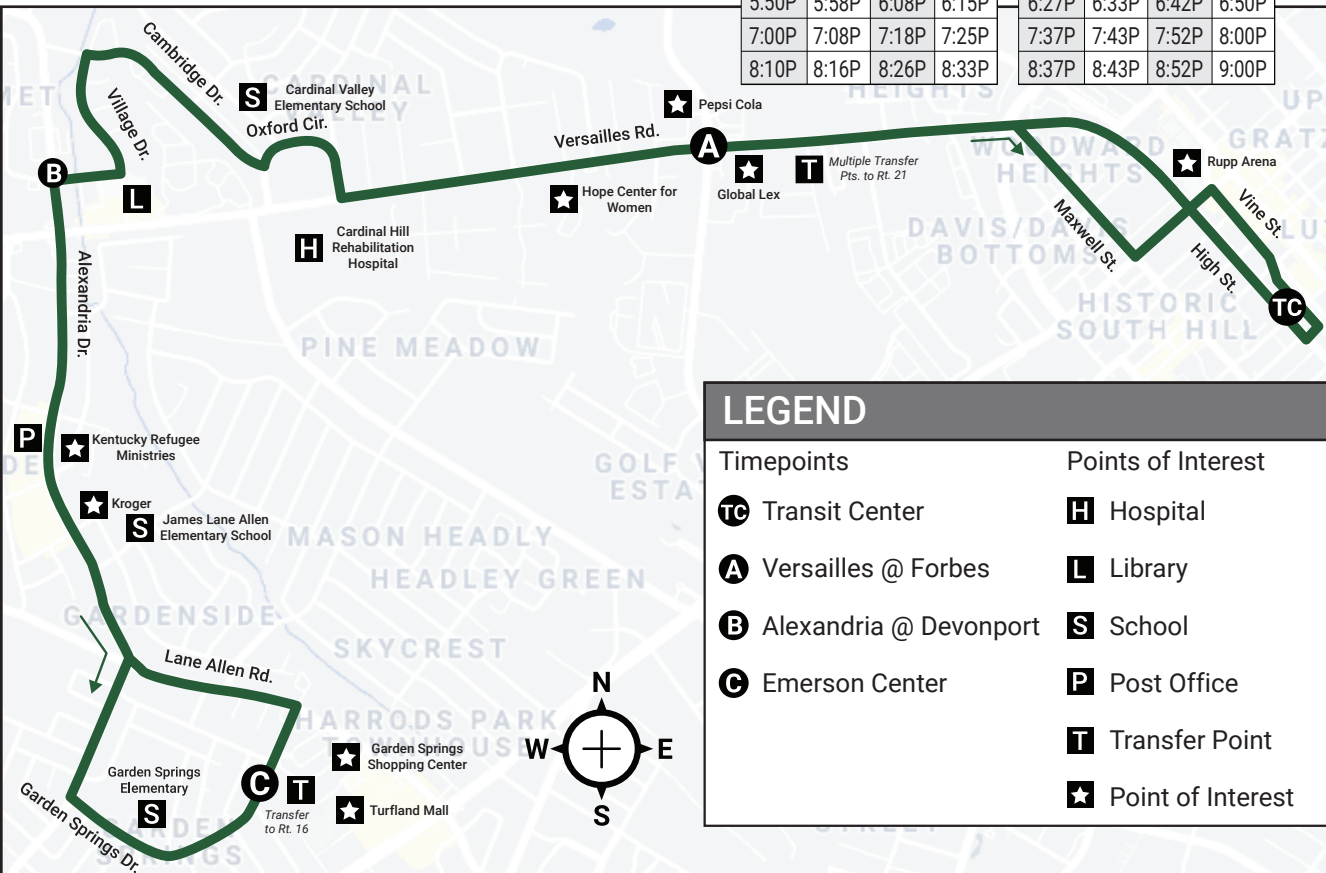 5:50P 5:58P 6:08P 6:15P
6:27P 6:33P 6:42P 6:50P
7:00P 7:08P 7:18P 7:25P
7:37P 7:43P 7:52P 8:00P
8:10P 8:16P 8:26P 8:33P
8:37P 8:43P 8:52P 9:00P
Cambridge Dr.
Village Dr.
S
Cardinal Valley
Elementary School
CARDINAL
VALLEY
Oxford Cir.
Versailles Rd.
Pepsi Cola
A
HEIGHTS
B
L
Hope Center for
Women
Global Lex
T
Multiple Transfer
Pts. to Rt. 21
WOODWARD
HEIGHTS
Rupp Arena
H
Cardinal Hill
Rehabilitation
Hospital
Maxwell St.
Vine St.
High St.
DAVIS/DAVIS
BOTTOMS
TC
HISTORIC
SOUTH HILL
Alexandria Dr.
PINE MEADOW
P
Kentucky Refugee
Ministries
Kroger
S
James Lane Allen
Elementary School
MASON HEADLY
HEADLEY GREEN
GARDENSIDE
SKYCREST
Lane Allen Rd.
HARRODS PARK
TOWNHOUSE
Garden Springs
Shopping Center
Garden Springs
Elementary
S
C
T
Transfer
to Rt. 16
Turfland Mall
Garden Springs Dr.
GARDEN
SPRINGS
N
W
E
S
LEGEND
Timepoints
TC Transit Center
A Versailles @ Forbes
B Alexandria @ Devonport
C Emerson Center
Points of Interest
H Hospital
L Library
S School
P Post Office
T Transfer Point
Point of Interest